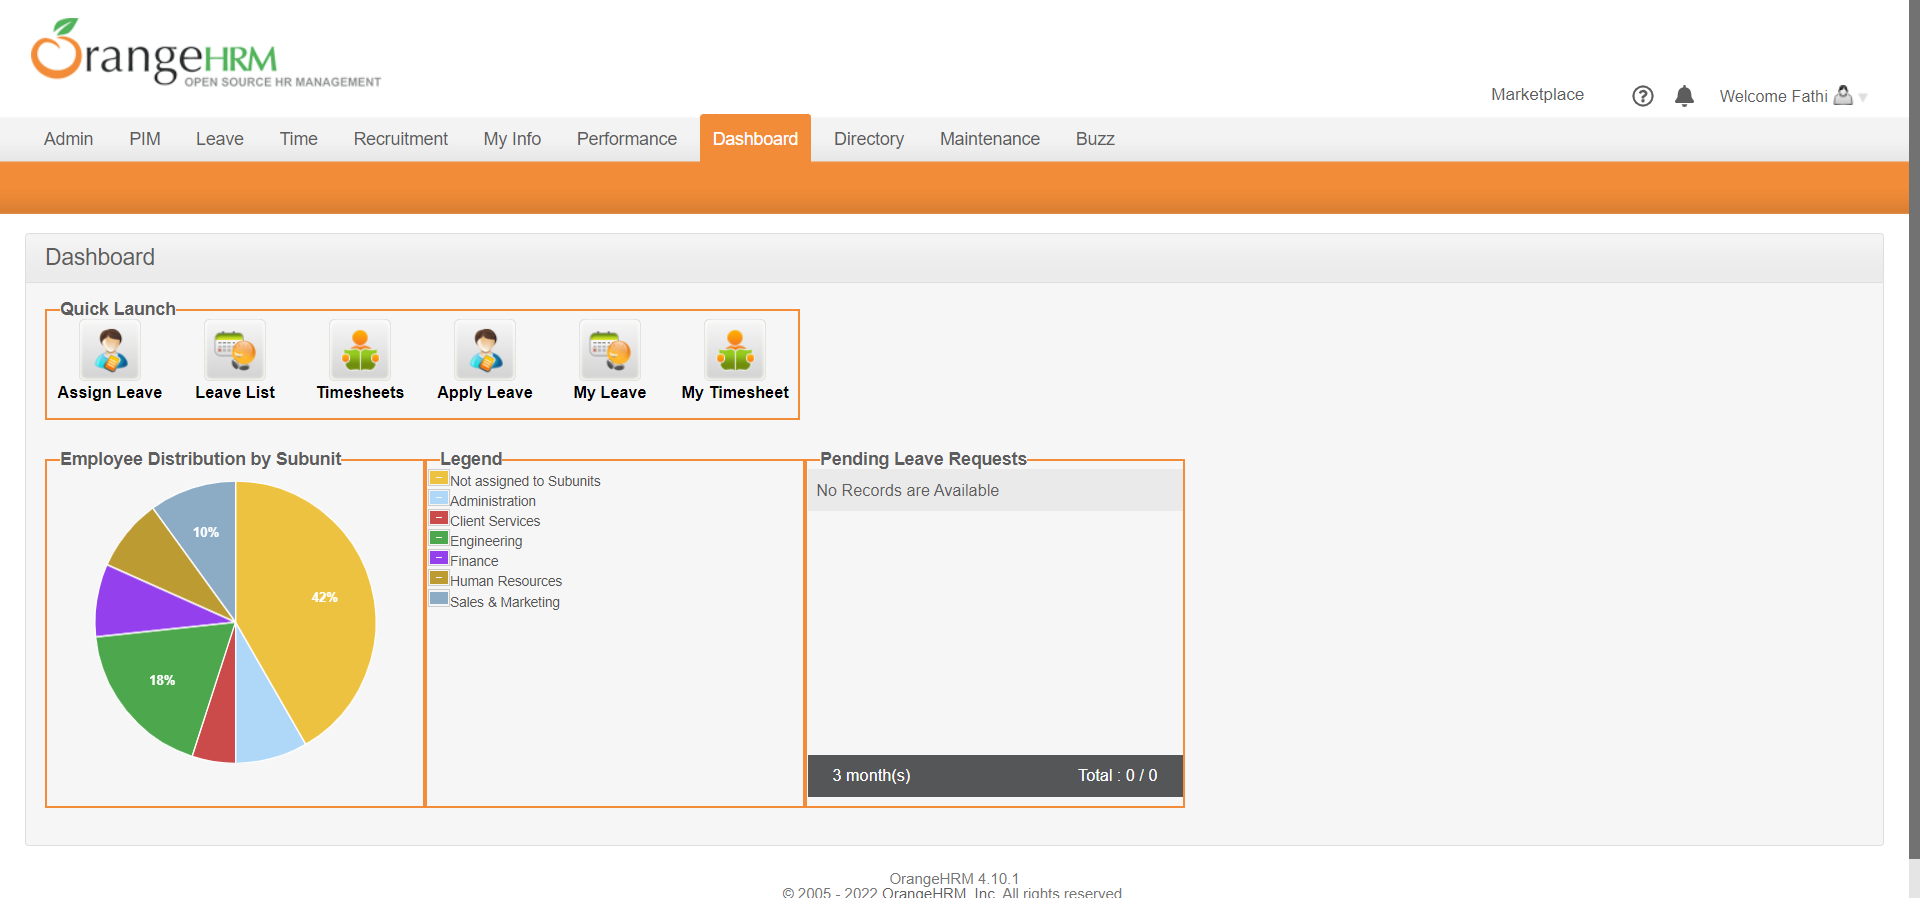 OrangeHRM
OPEN SOURCE HR MANAGEMENT
Marketplace
Welcome Fathi
Admin PIM Leave Time Recruitment My Info Performance Dashboard Directory Maintenance Buzz
Dashboard
Quick Launch
Assign Leave Leave List Timesheets Apply Leave My Leave My Timesheet
Employee Distribution by Subunit
10%
42%
18%
Legend
Not assigned to Subunits
Administration
Client Services
Engineering
Finance
Human Resources
Sales & Marketing
Pending Leave Requests
No Records are Available
3 month(s) Total : 0 / 0
OrangeHRM 4.10.1
© 2005 - 2022 OrangeHRM, Inc. All rights reserved